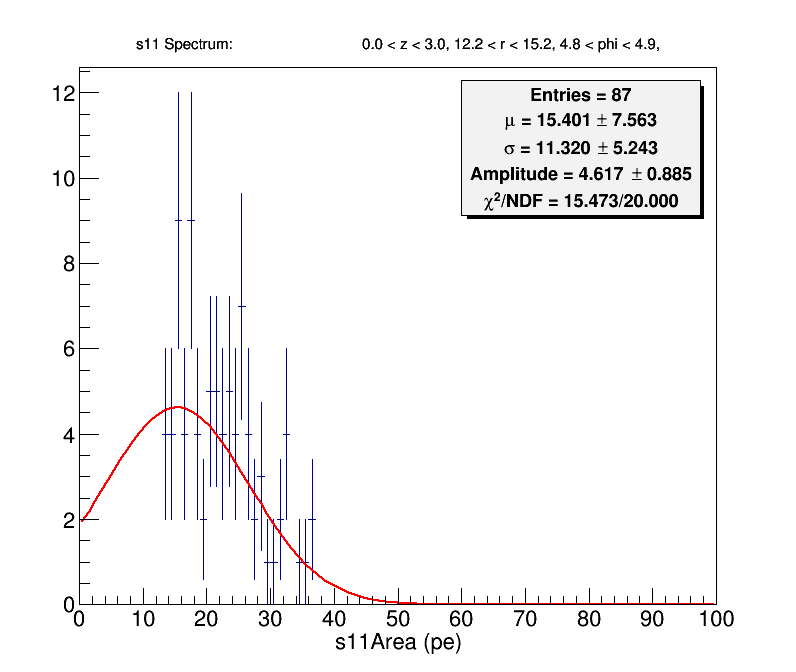 s11 Spectrum: 0.0 < z < 3.0, 12.2 < r < 15.2, 4.8 < phi < 4.9,
Entries = 87
μ = 15.401 ± 7.563
σ = 11.320 ± 5.243
Amplitude = 4.617 ± 0.885
χ²/NDF = 15.473/20.000
12
10
8
6
4
2
0
0 10 20 30 40 50 60 70 80 90 100
s11Area (pe)